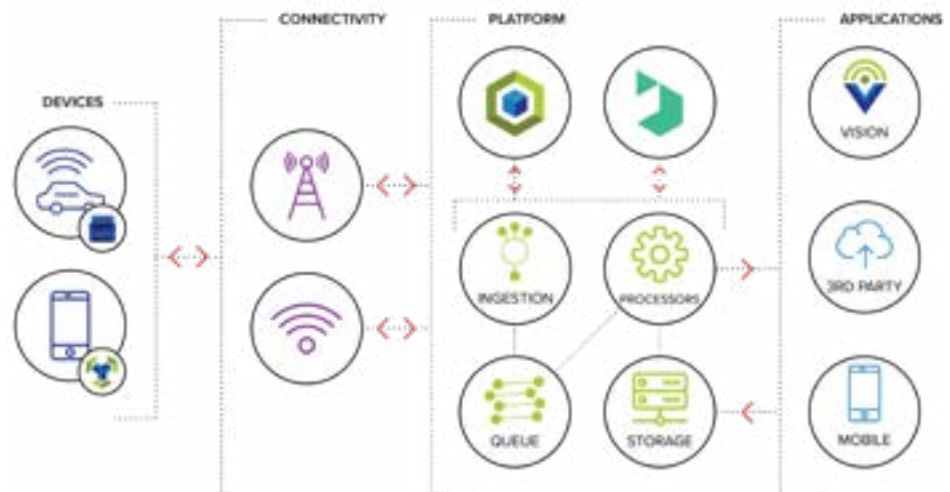 CONNECTIVITY
PLATFORM
APPLICATIONS
DEVICES
VISION
INGESTION
PROCESSORS
3RD PARTY
QUEUE
STORAGE
MOBILE